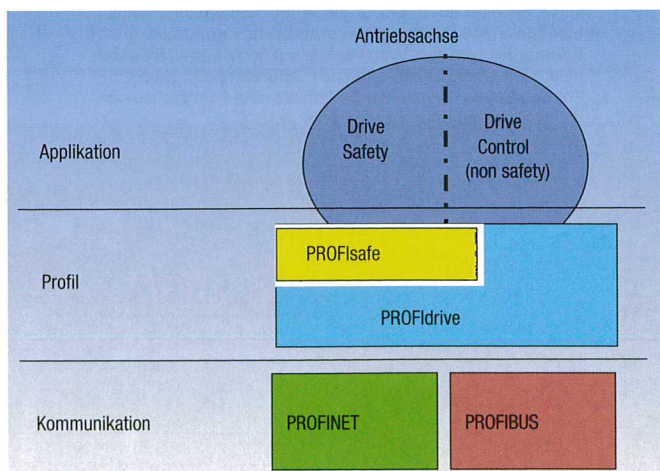 Antriebsachse
Applikation
Drive
Safety
Drive
Control
(non safety)
Profil
PROFIsafe
PROFIdrive
Kommunikation
PROFINET
PROFIBUS